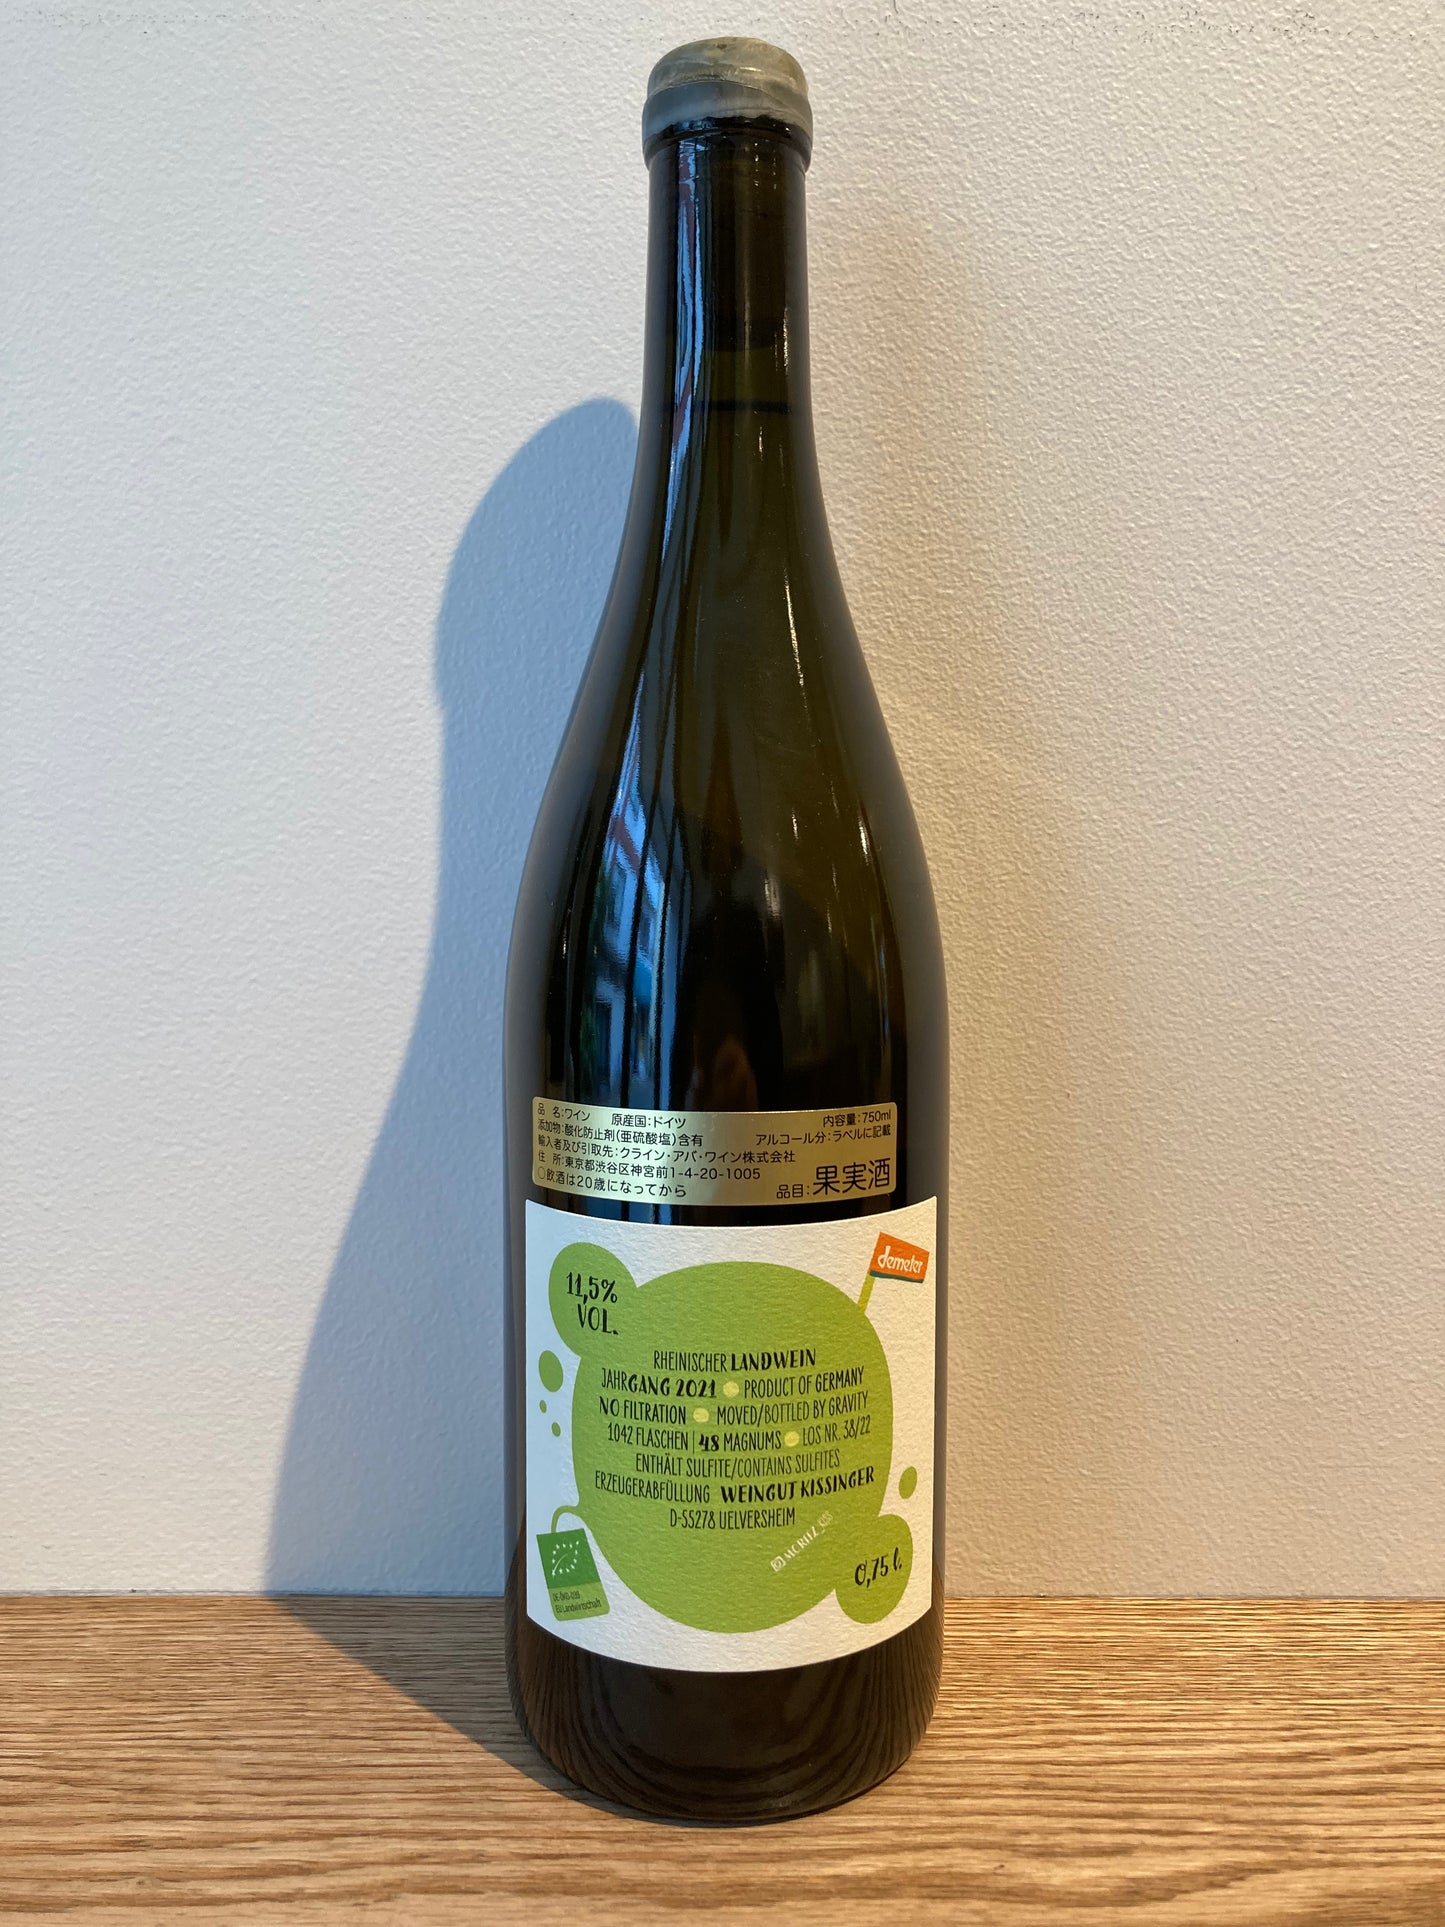 品 名:ワイン 原産国:ドイツ 内容量:750ml
添加物:酸化防止剤(亜硫酸塩)含有 アルコール分:ラベルに記載
輸入者及び引取先:クライン・アバ・ワイン株式会社
住 所:東京都渋谷区神宮前1-4-20-1005
○飲酒は20歳になってから 品目:果実酒
demeter
11,5%
VOL.
RHEINISCHER LANDWEIN
JAHRGANG 2021 PRODUCT OF GERMANY
NO FILTRATION MOVED/BOTTLED BY GRAVITY
1042 FLASCHEN | 48 MAGNUMS LOS NR. 38/22
ENTHÄLT SULFITE/CONTAINS SULFITES
ERZEUGERABFÜLLUNG WEINGUT KISSINGER
D-55278 UELVERSHEIM
MORITZ_KISS
0,75 l.
DE-ÖKO-039
EU Landwirtschaft